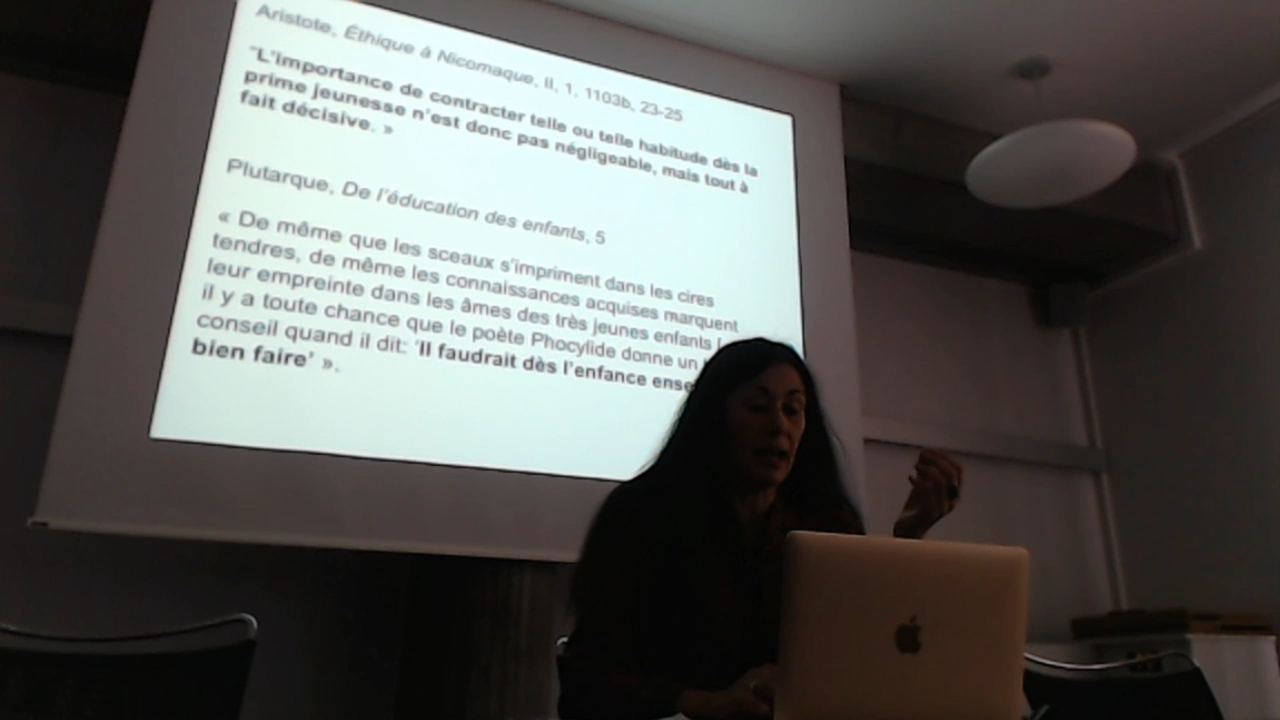 Aristote, Éthique à Nicomaque, II, 1, 1103b, 23-25
"L'importance de contracter telle ou telle habitude dès la
prime jeunesse n'est donc pas négligeable, mais tout à
fait décisive. »
Plutarque, De l'éducation des enfants, 5
« De même que les sceaux s'impriment dans les cires
tendres, de même les connaissances acquises marquent
leur empreinte dans les âmes des très jeunes enfants
il y a toute chance que le poète Phocylide donne un
conseil quand il dit: 'Il faudrait dès l'enfance
bien faire' ».